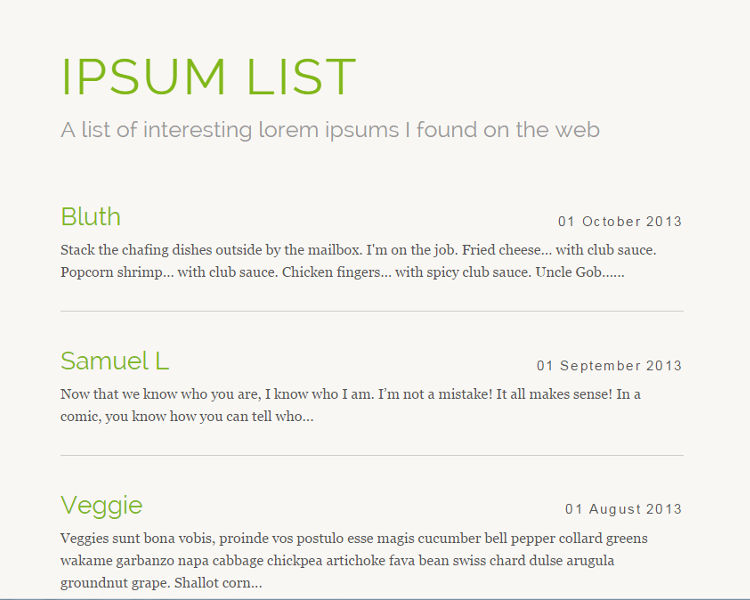 IPSUM LIST
A list of interesting lorem ipsums I found on the web
Bluth
01 October 2013
Stack the chafing dishes outside by the mailbox. I'm on the job. Fried cheese... with club sauce.
Popcorn shrimp... with club sauce. Chicken fingers... with spicy club sauce. Uncle Gob......
Samuel L
01 September 2013
Now that we know who you are, I know who I am. I'm not a mistake! It all makes sense! In a
comic, you know how you can tell who...
Veggie
01 August 2013
Veggies sunt bona vobis, proinde vos postulo esse magis cucumber bell pepper collard greens
wakame garbanzo napa cabbage chickpea artichoke fava bean swiss chard dulse arugula
groundnut grape. Shallot corn...